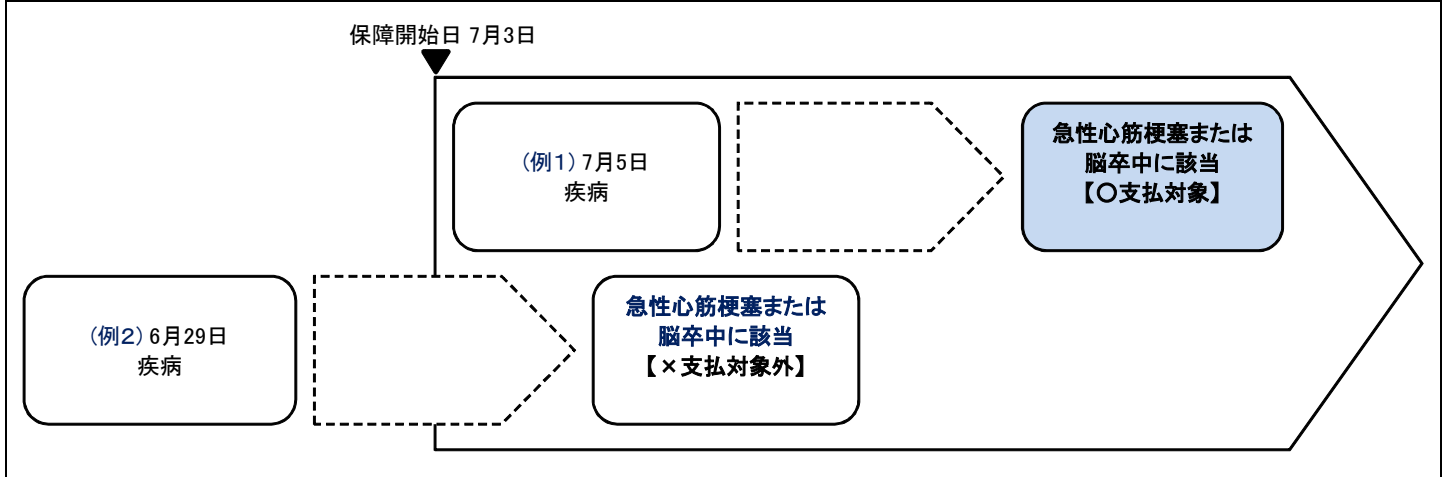 保障開始日 7月3日
（例１）7月5日
疾病
急性心筋梗塞または
脳卒中に該当
【○支払対象】
（例２）6月29日
疾病
急性心筋梗塞または
脳卒中に該当
【×支払対象外】